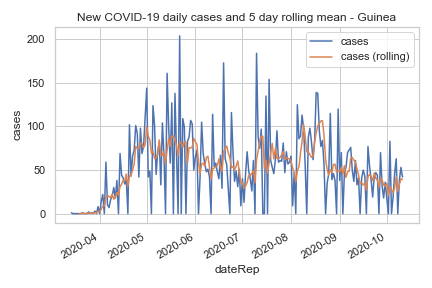 New COVID-19 daily cases and 5 day rolling mean - Guinea
cases
cases (rolling)
200
150
100
50
0
cases
2020-04
2020-05
2020-06
2020-07
2020-08
2020-09
2020-10
dateRep